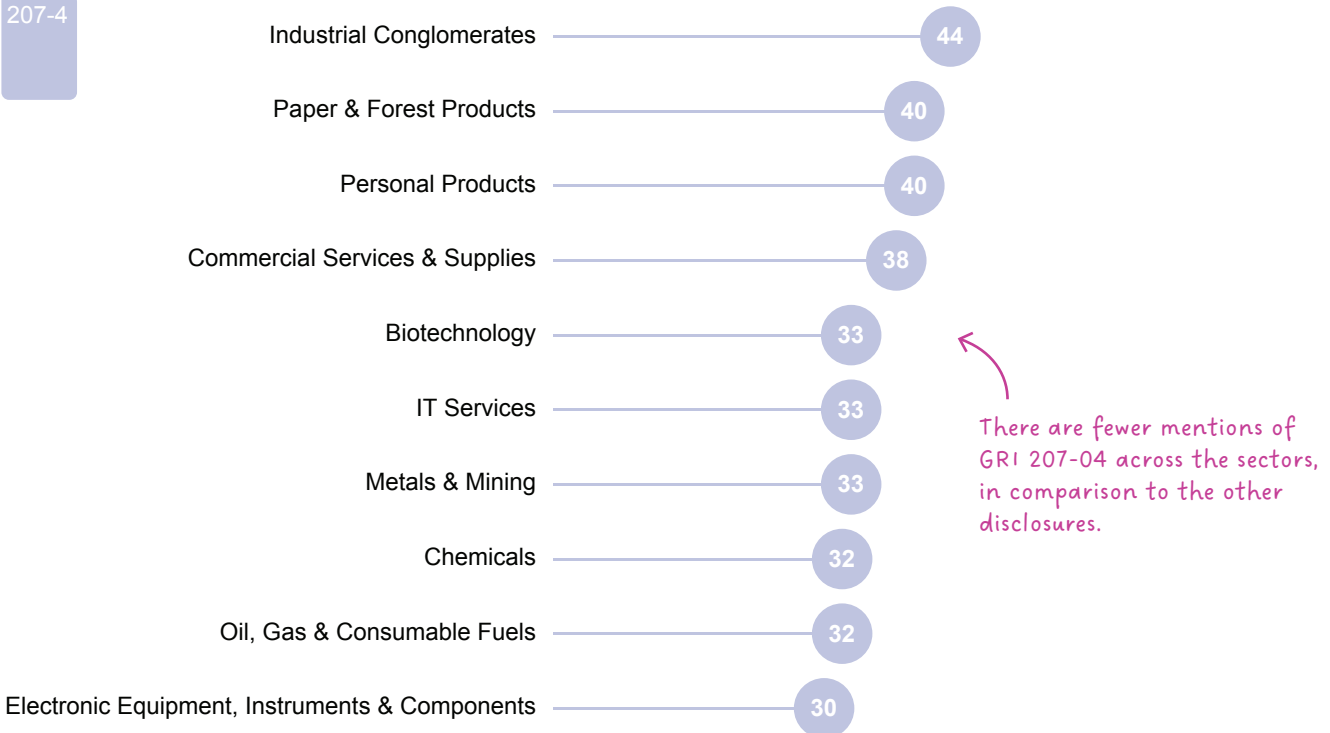 207-4
Industrial Conglomerates 44
Paper & Forest Products 40
Personal Products 40
Commercial Services & Supplies 38
Biotechnology 33
IT Services 33
Metals & Mining 33
Chemicals 32
Oil, Gas & Consumable Fuels 32
Electronic Equipment, Instruments & Components 30
There are fewer mentions of
GRI 207-04 across the sectors,
in comparison to the other
disclosures.